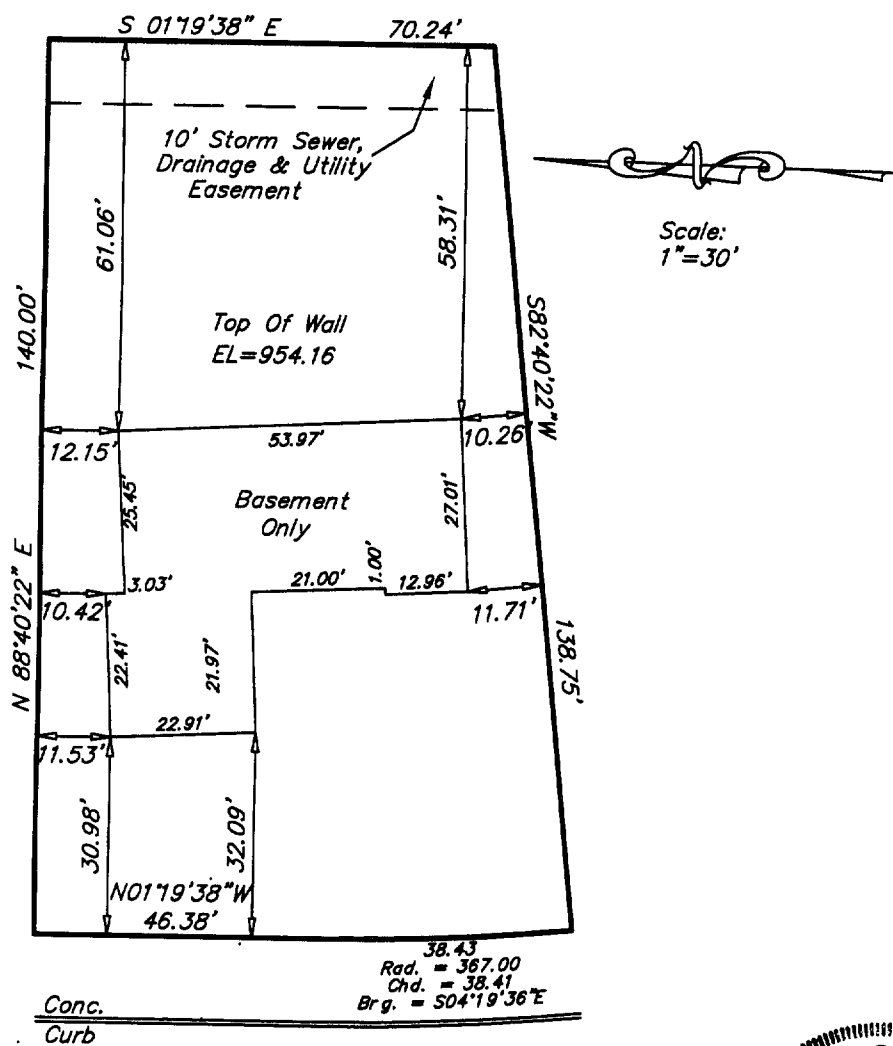 S 01°19'38" E 70.24'
10' Storm Sewer,
Drainage & Utility
Easement
Scale:
1"=30'
61.06'
58.31'
140.00'
Top Of Wall
EL=954.16
S82°40'22"W
53.97'
12.15'
10.26'
25.45'
Basement
Only
27.01'
3.03'
21.00'
1.00'
12.96'
10.42'
11.71'
N 88°40'22" E
22.41'
21.97'
138.75'
22.91'
11.53'
30.98'
32.09'
N01°19'38"W
46.38'
38.43
Rad. = 367.00
Chd. = 38.41
Brg. = S04°19'36"E
Conc.
Curb